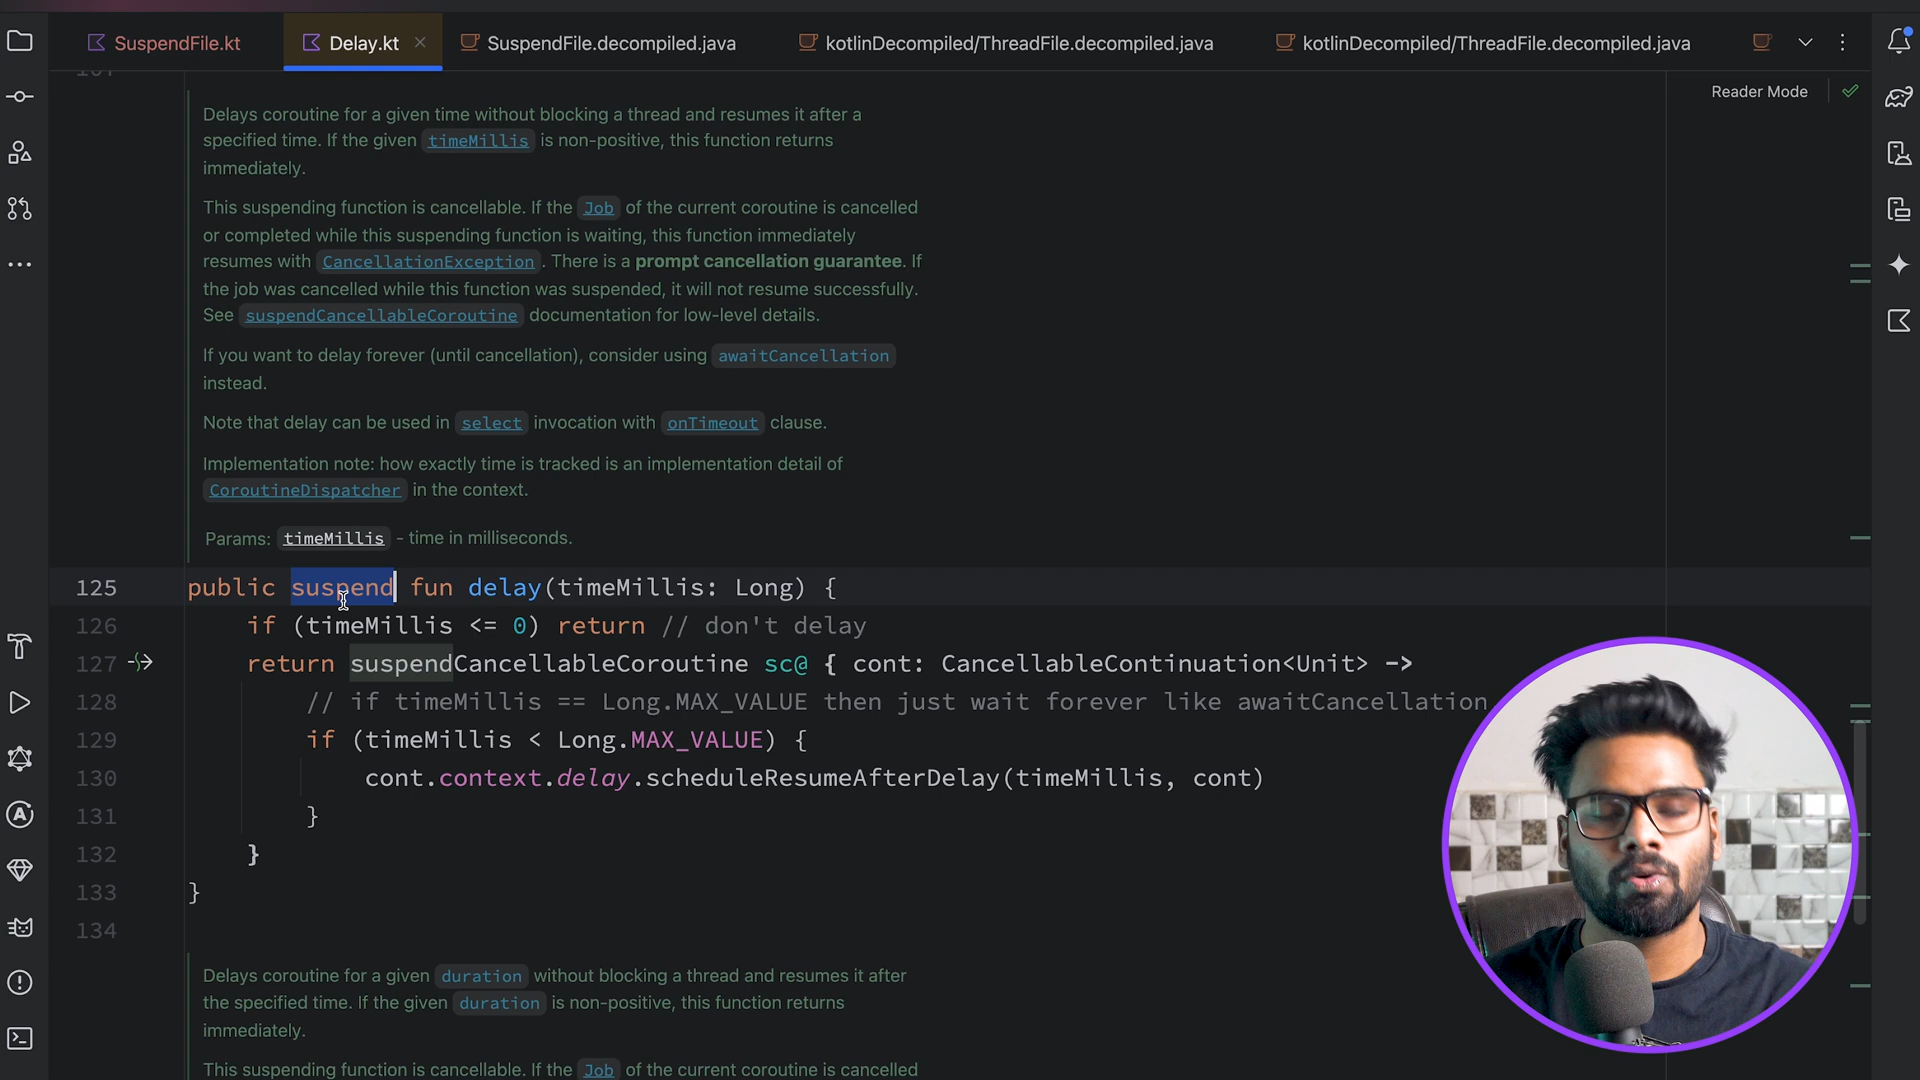 SuspendFile.kt
Delay.kt
SuspendFile.decompiled.java
kotlinDecompiled/ThreadFile.decompiled.java
kotlinDecompiled/ThreadFile.decompiled.java
Reader Mode
Delays coroutine for a given time without blocking a thread and resumes it after a
specified time. If the given timeMillis is non-positive, this function returns
immediately.
This suspending function is cancellable. If the Job of the current coroutine is cancelled
or completed while this suspending function is waiting, this function immediately
resumes with CancellationException. There is a prompt cancellation guarantee. If
the job was cancelled while this function was suspended, it will not resume successfully.
See suspendCancellableCoroutine documentation for low-level details.
If you want to delay forever (until cancellation), consider using awaitCancellation
instead.
Note that delay can be used in select invocation with onTimeout clause.
Implementation note: how exactly time is tracked is an implementation detail of
CoroutineDispatcher in the context.
Params: timeMillis - time in milliseconds.
125 public suspend fun delay(timeMillis: Long) {
126 if (timeMillis <= 0) return // don't delay
127 return suspendCancellableCoroutine sc@ { cont: CancellableContinuation<Unit> ->
128 // if timeMillis == Long.MAX_VALUE then just wait forever like awaitCancellation
129 if (timeMillis < Long.MAX_VALUE) {
130 cont.context.delay.scheduleResumeAfterDelay(timeMillis, cont)
131 }
132 }
133 }
134
Delays coroutine for a given duration without blocking a thread and resumes it after
the specified time. If the given duration is non-positive, this function returns
immediately.
This suspending function is cancellable. If the Job of the current coroutine is cancelled